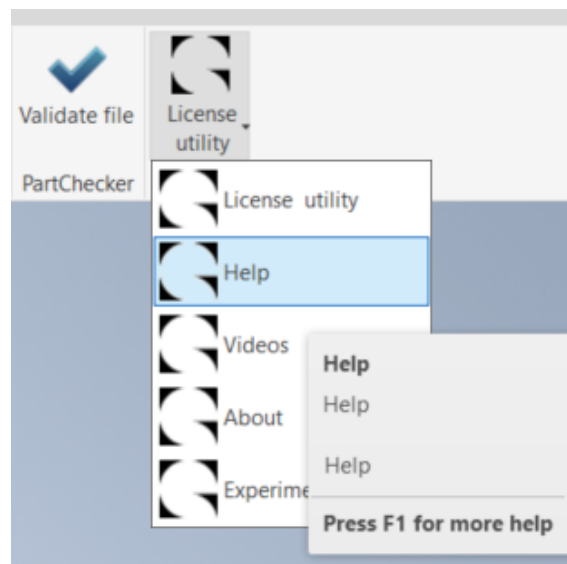 Validate file
License
utility
PartChecker
License utility
Help
Videos
About
Experime
Help
Help
Help
Press F1 for more help